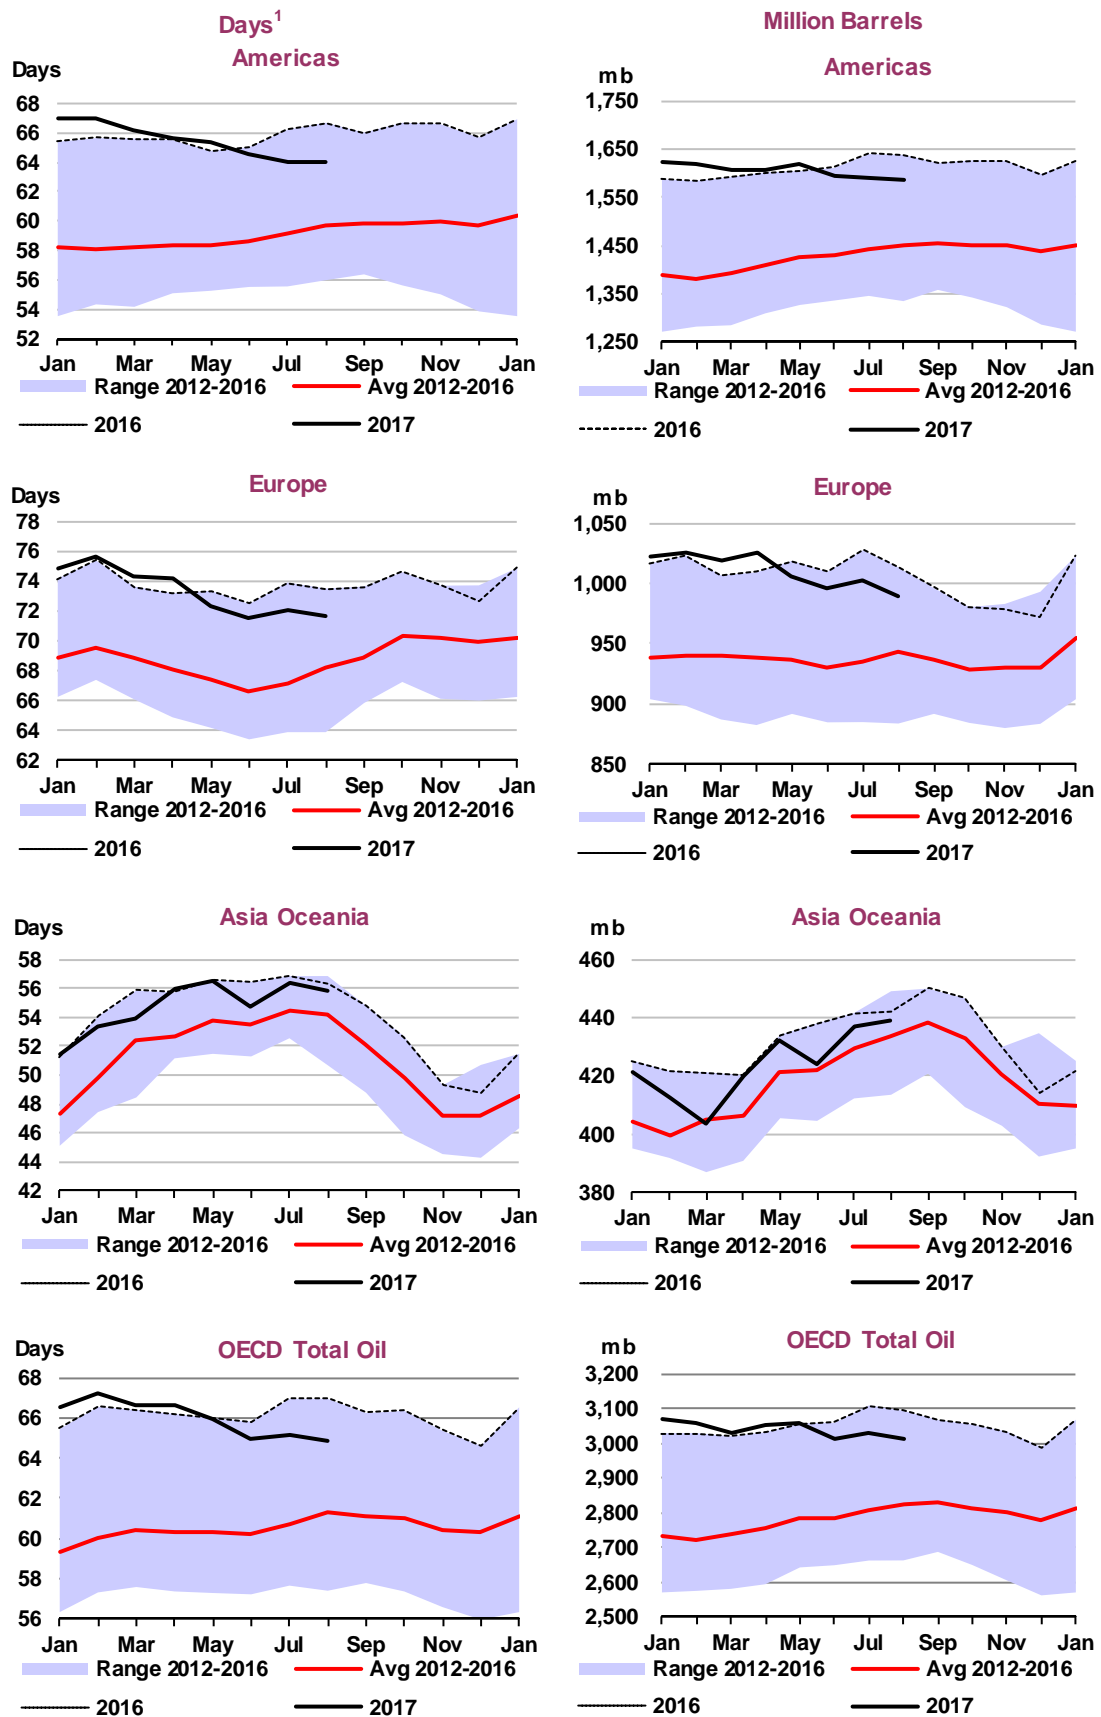 Days¹
Million Barrels
Americas
Days
68
66
64
62
60
58
56
54
52
Jan Mar May Jul Sep Nov Jan
Range 2012-2016 Avg 2012-2016
2016 2017
Americas
mb
1,750
1,650
1,550
1,450
1,350
1,250
Jan Mar May Jul Sep Nov Jan
Range 2012-2016 Avg 2012-2016
2016 2017
Europe
Days
78
76
74
72
70
68
66
64
62
Jan Mar May Jul Sep Nov Jan
Range 2012-2016 Avg 2012-2016
2016 2017
Europe
mb
1,050
1,000
950
900
850
Jan Mar May Jul Sep Nov Jan
Range 2012-2016 Avg 2012-2016
2016 2017
Asia Oceania
Days
58
56
54
52
50
48
46
44
42
Jan Mar May Jul Sep Nov Jan
Range 2012-2016 Avg 2012-2016
2016 2017
Asia Oceania
mb
460
440
420
400
380
Jan Mar May Jul Sep Nov Jan
Range 2012-2016 Avg 2012-2016
2016 2017
OECD Total Oil
Days
68
66
64
62
60
58
56
Jan Mar May Jul Sep Nov Jan
Range 2012-2016 Avg 2012-2016
2016 2017
OECD Total Oil
mb
3,200
3,100
3,000
2,900
2,800
2,700
2,600
2,500
Jan Mar May Jul Sep Nov Jan
Range 2012-2016 Avg 2012-2016
2016 2017